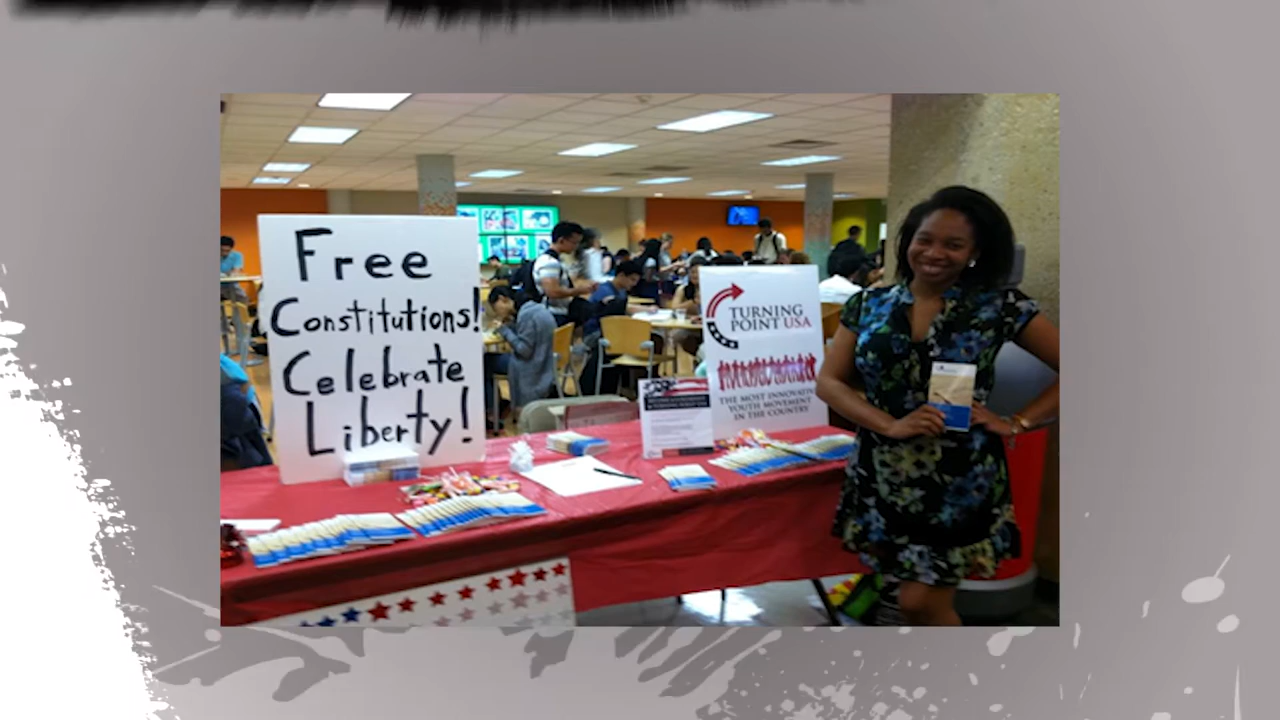 Free
Constitutions!
Celebrate
Liberty!
TURNING
POINT USA
THE MOST INNOVATIVE
YOUTH MOVEMENT
IN THE COUNTRY